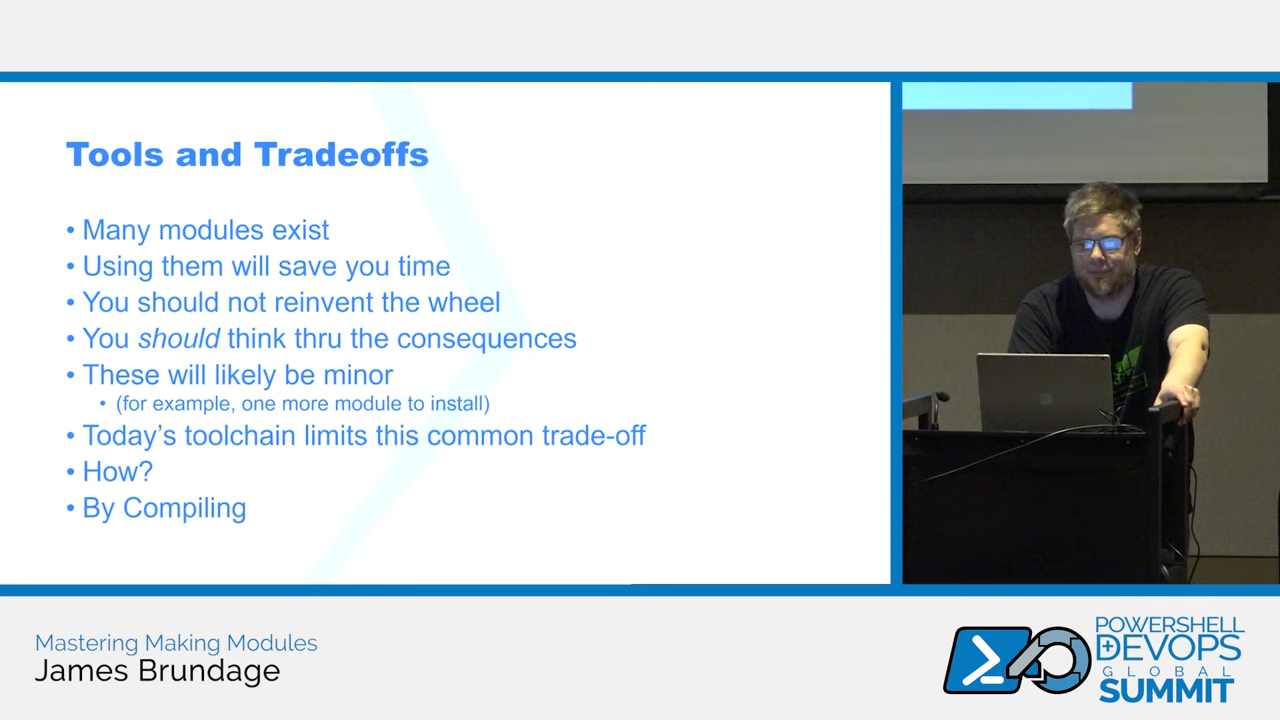 Tools and Tradeoffs
• Many modules exist
• Using them will save you time
• You should not reinvent the wheel
• You should think thru the consequences
• These will likely be minor
• (for example, one more module to install)
• Today's toolchain limits this common trade-off
• How?
• By Compiling
Mastering Making Modules
James Brundage
POWERSHELL
DEVOPS
GLOBAL
SUMMIT